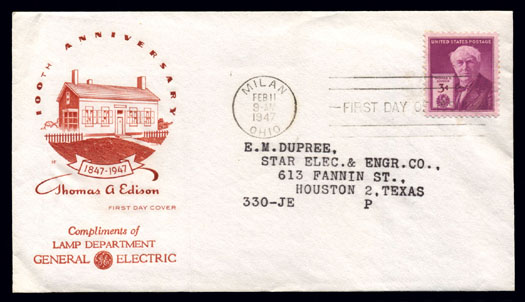 100TH ANNIVERSARY
1847-1947
Thomas A Edison
FIRST DAY COVER
Compliments of
LAMP DEPARTMENT
GENERAL GE ELECTRIC
MILAN
FEB 11
1947
OHIO
FIRST DAY O
UNITED STATES POSTAGE
3¢
E.M.DUPREE,
STAR ELEC.& ENGR.CO.,
613 FANNIN ST.,
HOUSTON 2,TEXAS
330-JE P